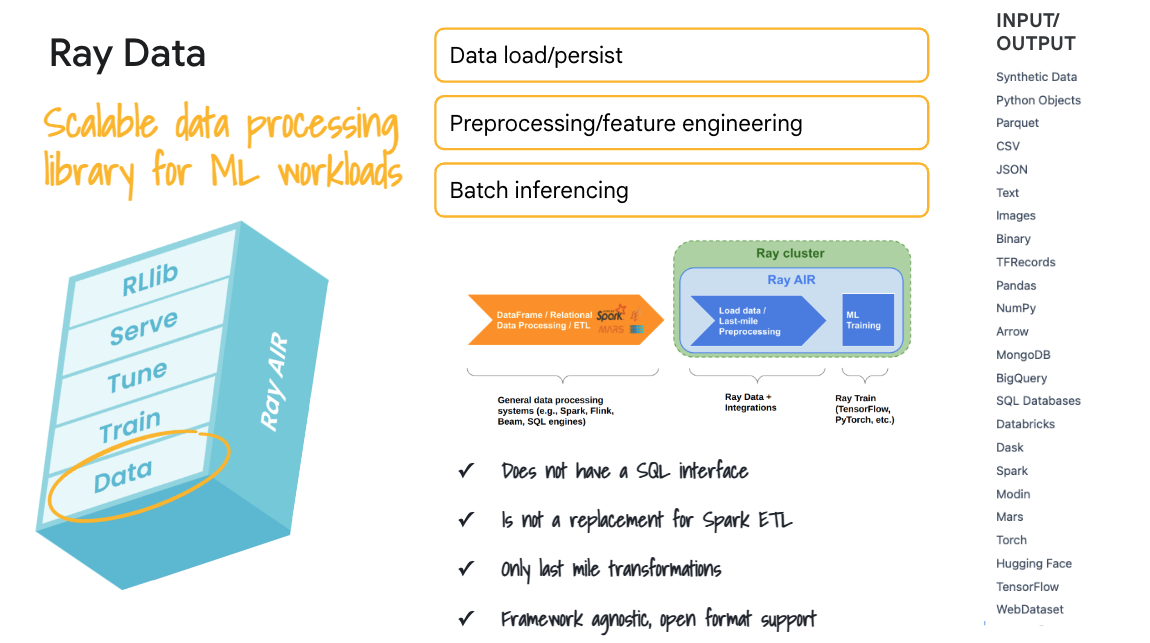 Ray Data
Scalable data processing
library for ML workloads
RLlib
Serve
Tune
Train
Data
Ray AIR
Data load/persist
Preprocessing/feature engineering
Batch inferencing
DataFrame / Relational
Data Processing / ETL
Spark
MARS
Ray cluster
Ray AIR
Load data /
Last-mile
Preprocessing
ML
Training
General data processing
systems (e.g., Spark, Flink,
Beam, SQL engines)
Ray Data +
Integrations
Ray Train
(TensorFlow,
PyTorch, etc.)
✓ Does not have a SQL interface
✓ Is not a replacement for Spark ETL
✓ Only last mile transformations
✓ Framework agnostic, open format support
INPUT/
OUTPUT
Synthetic Data
Python Objects
Parquet
CSV
JSON
Text
Images
Binary
TFRecords
Pandas
NumPy
Arrow
MongoDB
BigQuery
SQL Databases
Databricks
Dask
Spark
Modin
Mars
Torch
Hugging Face
TensorFlow
WebDataset